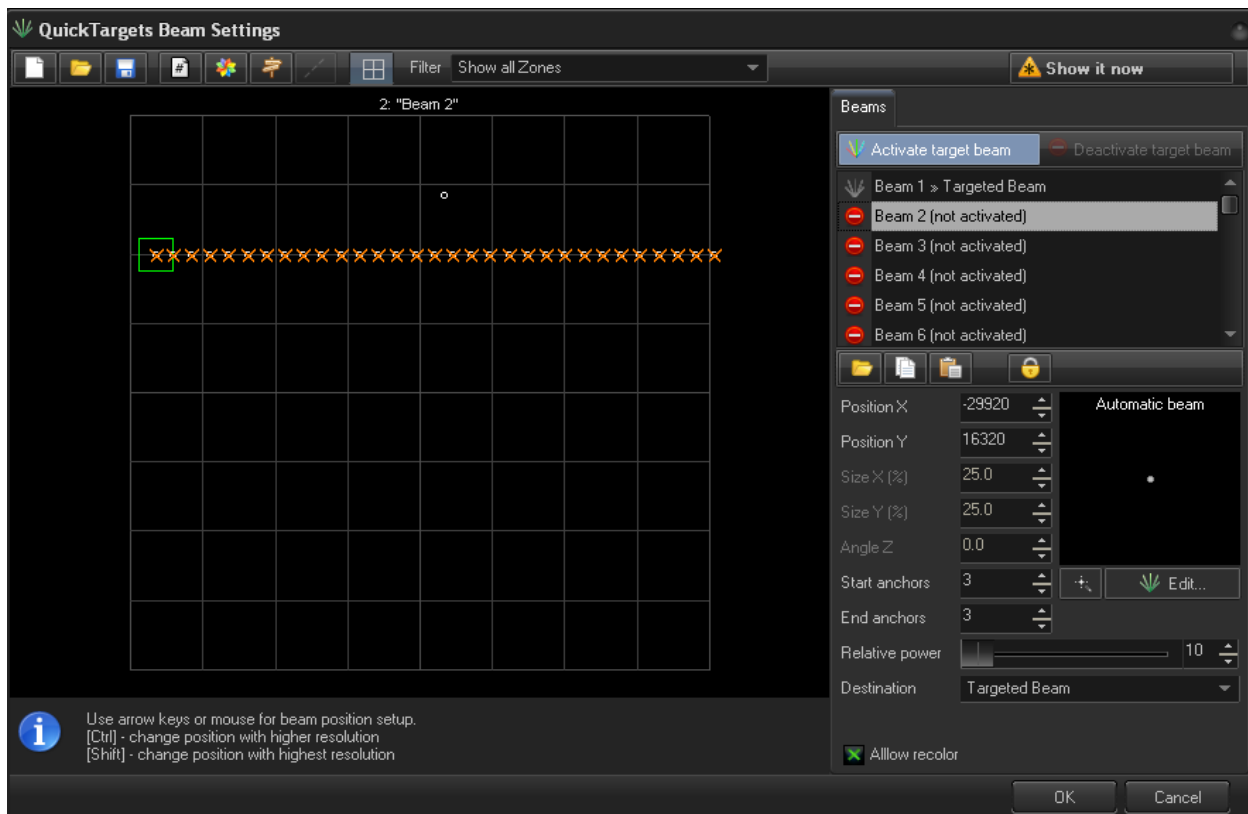 QuickTargets Beam Settings
#
Filter Show all Zones
Show it now
2: "Beam 2"
Beams
Activate target beam
Deactivate target beam
Beam 1 » Targeted Beam
Beam 2 (not activated)
Beam 3 (not activated)
Beam 4 (not activated)
Beam 5 (not activated)
Beam 6 (not activated)
Position X -29920
Automatic beam
Position Y 16320
Size X (%) 25.0
Size Y (%) 25.0
Angle Z 0.0
Start anchors 3
Edit...
End anchors 3
Relative power 10
Destination Targeted Beam
Use arrow keys or mouse for beam position setup.
[Ctrl] - change position with higher resolution
[Shift] - change position with highest resolution
Alllow recolor
OK Cancel